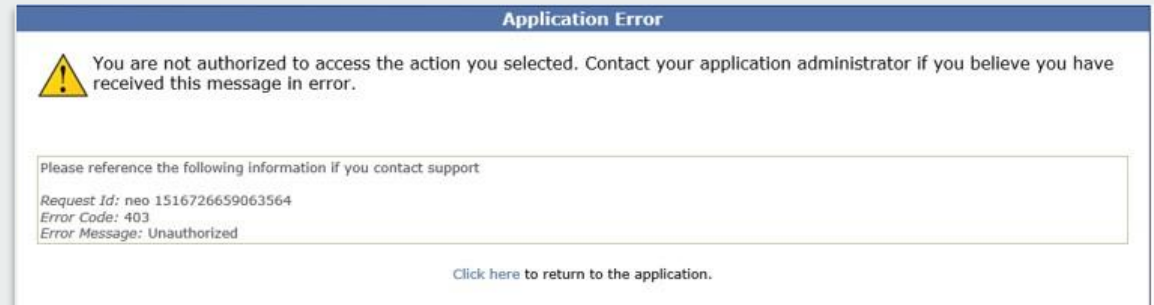 Application Error
You are not authorized to access the action you selected. Contact your application administrator if you believe you have
received this message in error.
Please reference the following information if you contact support
Request Id: neo 1516726659063564
Error Code: 403
Error Message: Unauthorized
Click here to return to the application.